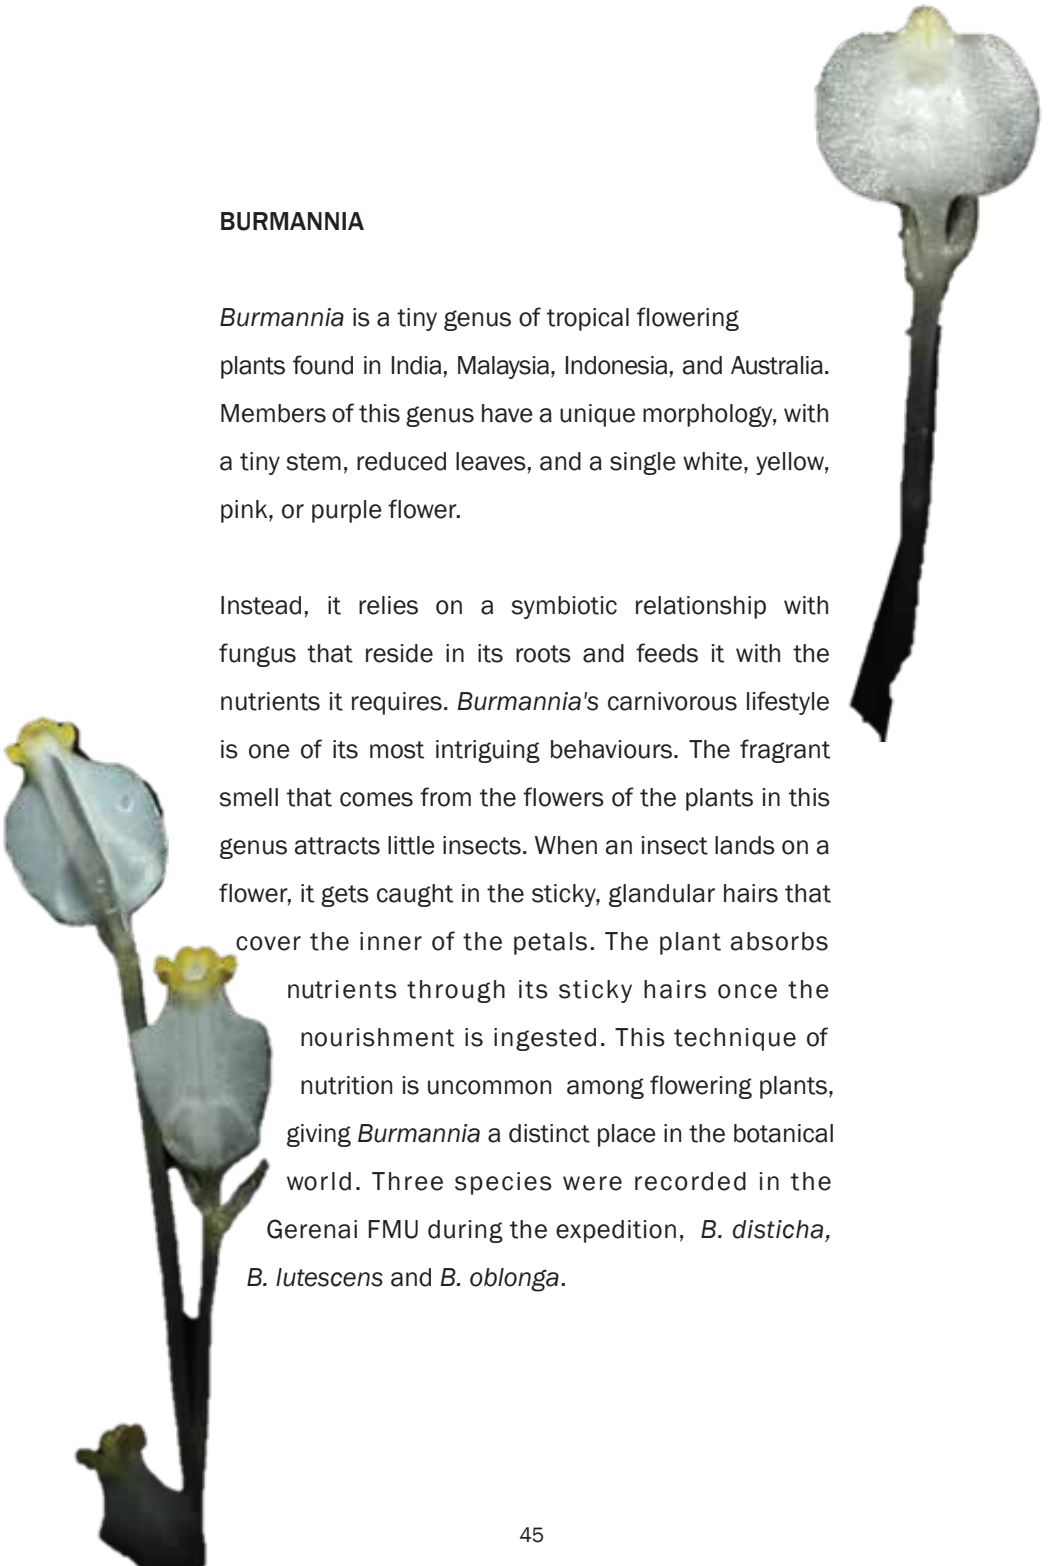 BURMANNIA
Burmannia is a tiny genus of tropical flowering
plants found in India, Malaysia, Indonesia, and Australia.
Members of this genus have a unique morphology, with
a tiny stem, reduced leaves, and a single white, yellow,
pink, or purple flower.
Instead, it relies on a symbiotic relationship with
fungus that reside in its roots and feeds it with the
nutrients it requires. Burmannia's carnivorous lifestyle
is one of its most intriguing behaviours. The fragrant
smell that comes from the flowers of the plants in this
genus attracts little insects. When an insect lands on a
flower, it gets caught in the sticky, glandular hairs that
cover the inner of the petals. The plant absorbs
nutrients through its sticky hairs once the
nourishment is ingested. This technique of
nutrition is uncommon among flowering plants,
giving Burmannia a distinct place in the botanical
world. Three species were recorded in the
Gerenai FMU during the expedition, B. disticha,
B. lutescens and B. oblonga.
45